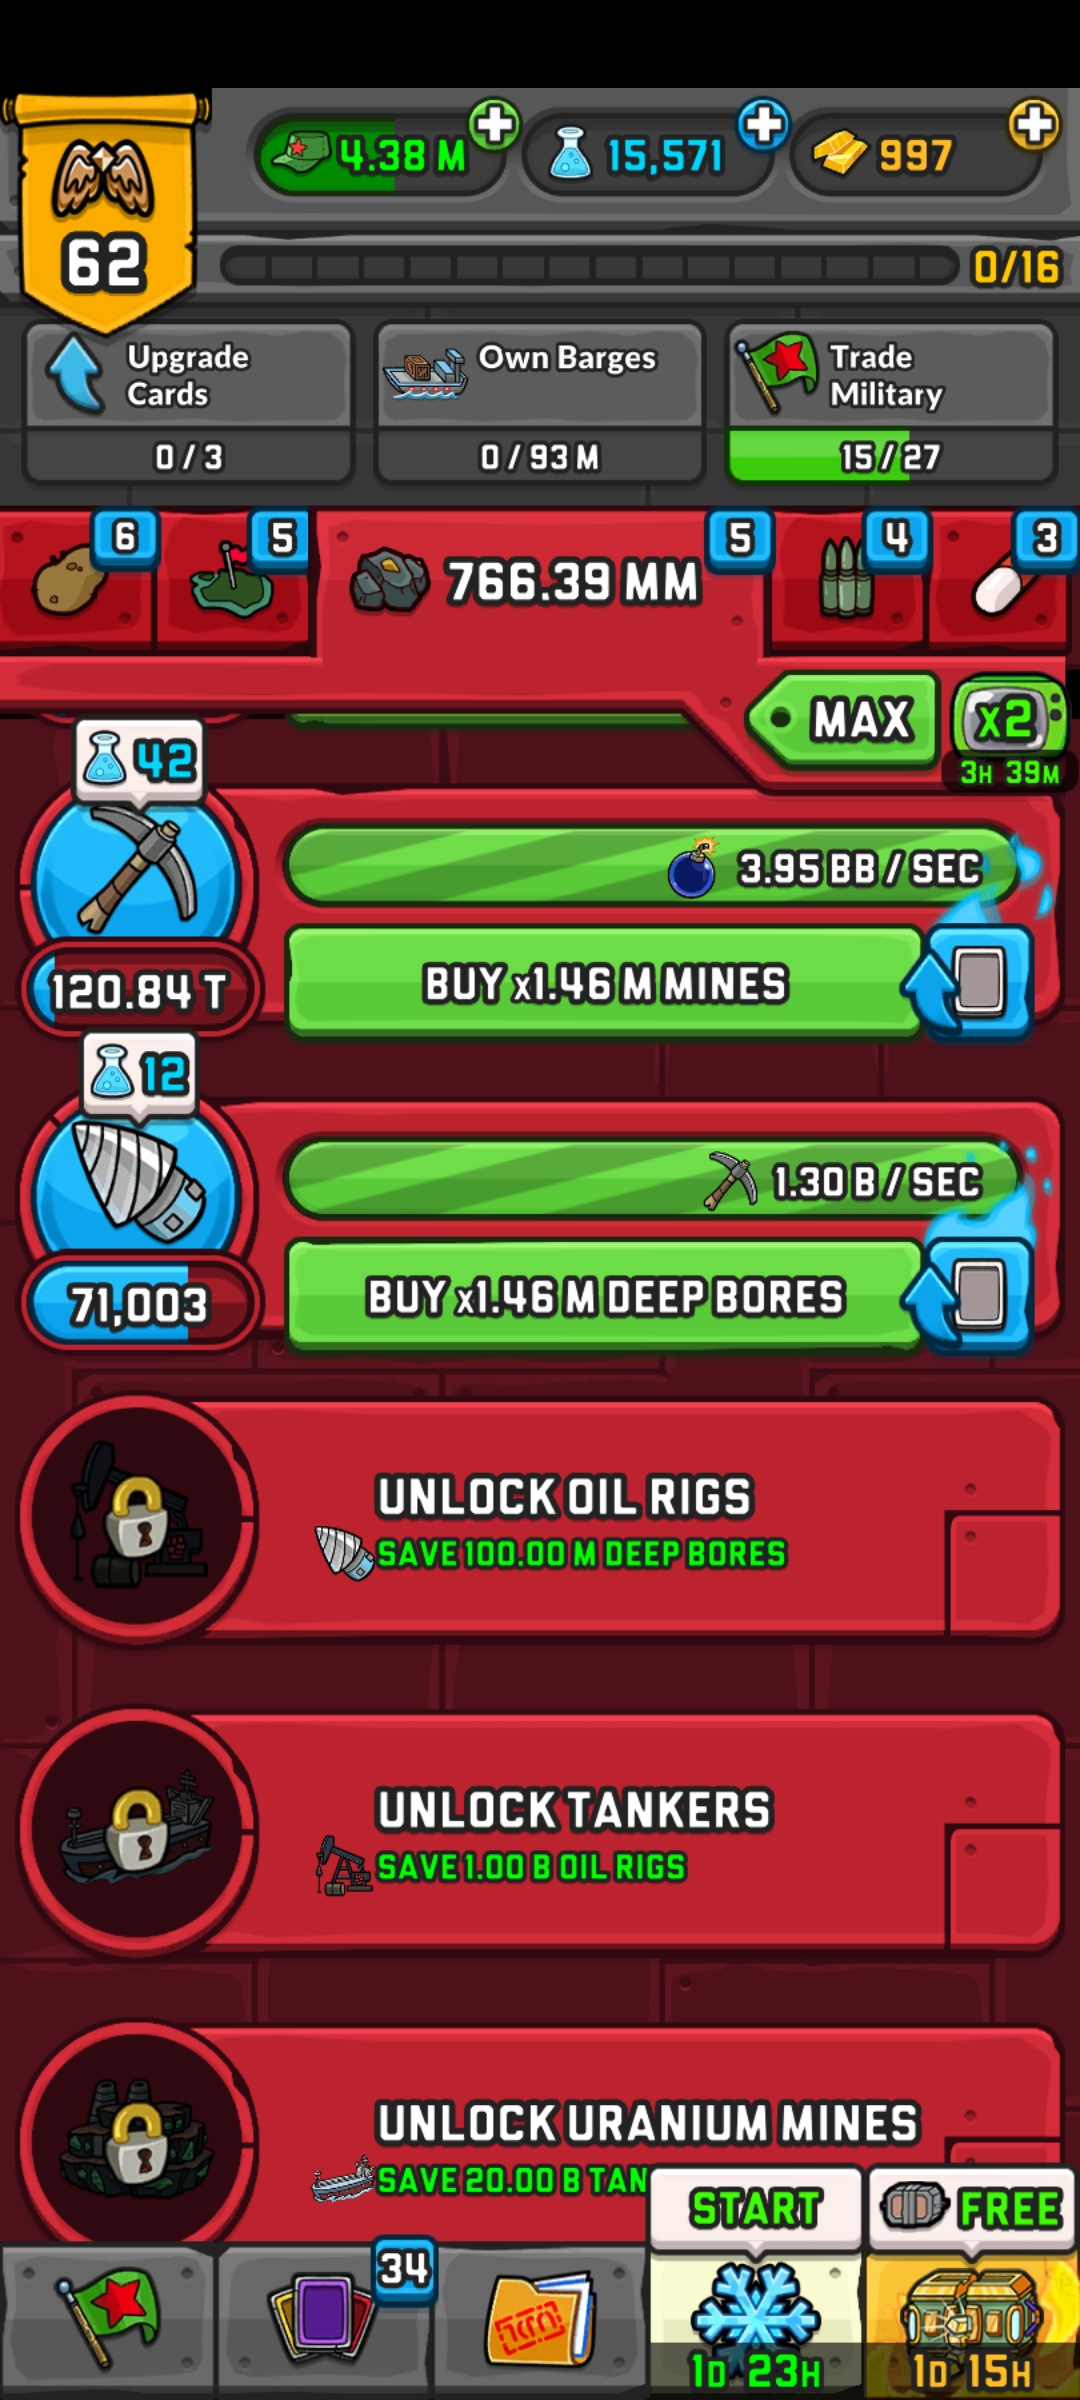 4.38 M
15,571
997
62
0/16
Upgrade
Cards
0 / 3
Own Barges
0 / 93 M
Trade
Military
15 / 27
6
5
766.39 MM
5
4
3
MAX
x2
3H 39M
42
3.95 BB / SEC
120.84 T
BUY x1.46 M MINES
12
1.30 B / SEC
71,003
BUY x1.46 M DEEP BORES
UNLOCK OIL RIGS
SAVE 100.00 M DEEP BORES
UNLOCK TANKERS
SAVE 1.00 B OIL RIGS
UNLOCK URANIUM MINES
SAVE 20.00 B TAN
START
FREE
34
1D 23H
1D 15H